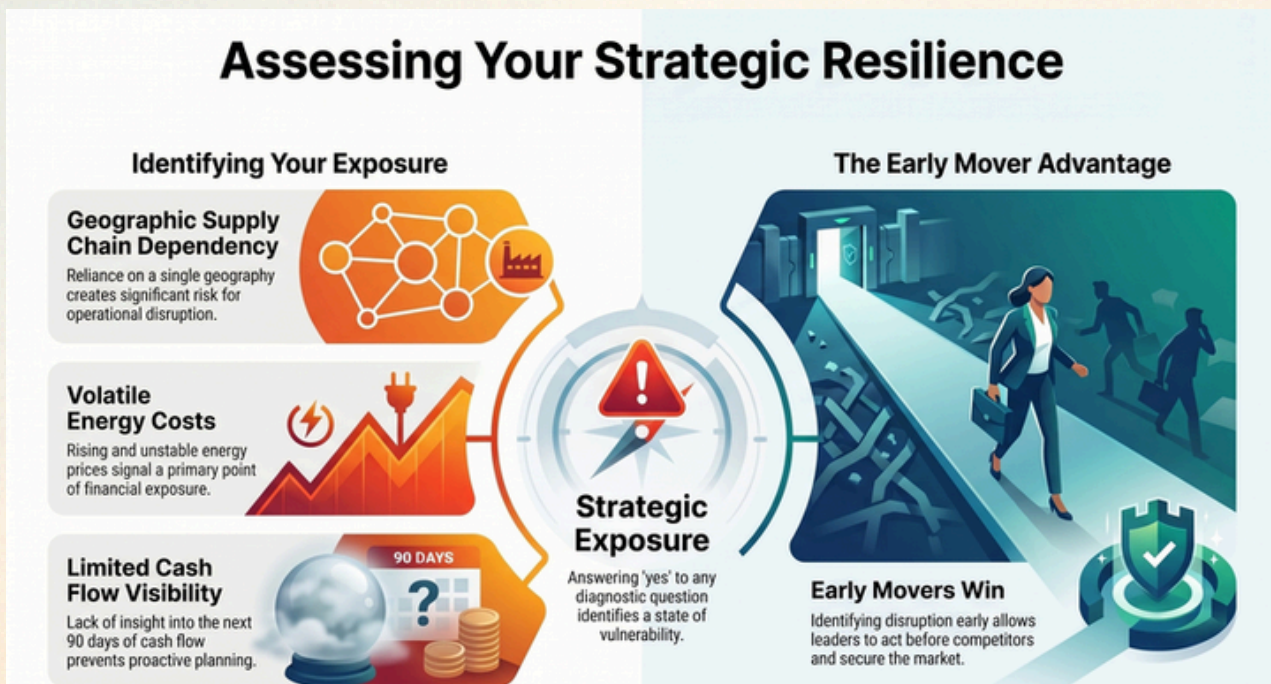 Assessing Your Strategic Resilience
Identifying Your Exposure
Geographic Supply
Chain Dependency
Reliance on a single geography
creates significant risk for
operational disruption.
Volatile
Energy Costs
Rising and unstable energy
prices signal a primary point
of financial exposure.
Limited Cash
Flow Visibility
Lack of insight into the next
90 days of cash flow
prevents proactive planning.
90 DAYS
?
!
Strategic
Exposure
Answering 'yes' to any
diagnostic question
identifies a state of
vulnerability.
The Early Mover Advantage
Early Movers Win
Identifying disruption early allows
leaders to act before competitors
and secure the market.